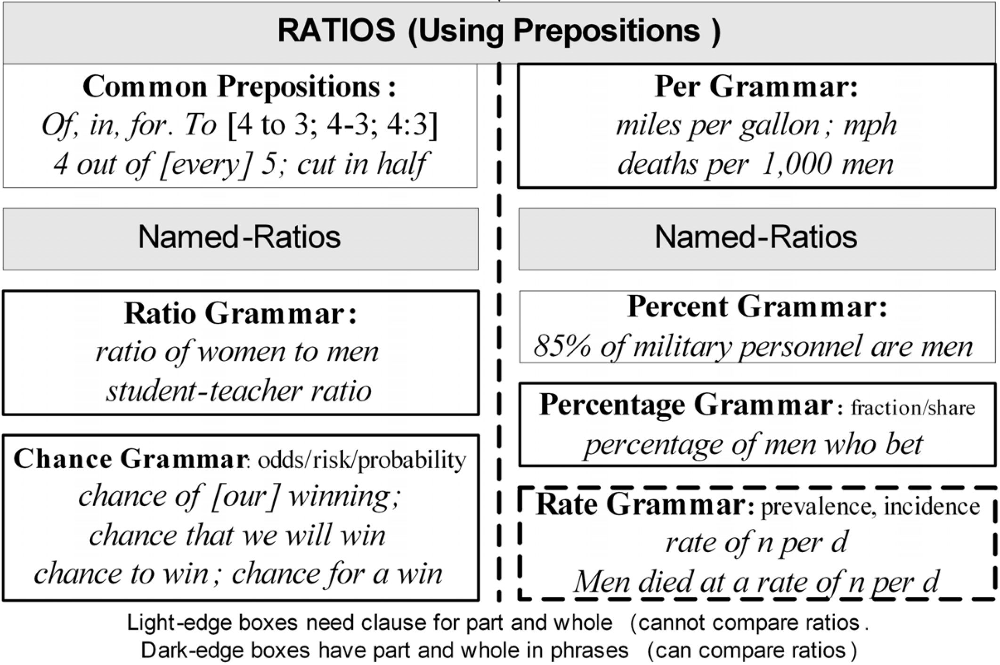 RATIOS (Using Prepositions )
Common Prepositions :
Of, in, for. To [4 to 3; 4-3; 4:3]
4 out of [every] 5; cut in half
Per Grammar:
miles per gallon; mph
deaths per 1,000 men
Named-Ratios
Named-Ratios
Ratio Grammar:
ratio of women to men
student-teacher ratio
Chance Grammar: odds/risk/probability
chance of [our] winning;
chance that we will win
chance to win; chance for a win
Percent Grammar:
85% of military personnel are men
Percentage Grammar: fraction/share
percentage of men who bet
Rate Grammar: prevalence, incidence
rate of n per d
Men died at a rate of n per d
Light-edge boxes need clause for part and whole (cannot compare ratios.
Dark-edge boxes have part and whole in phrases (can compare ratios)